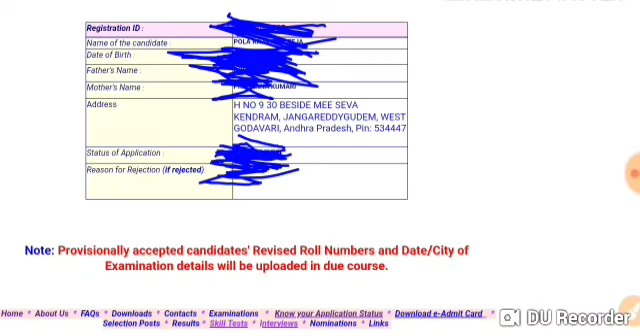 Registration ID :
Name of the candidate : POLA
Date of Birth :
Father's Name :
Mother's Name : KUMARI
Address H NO 9 30 BESIDE MEE SEVA
KENDRAM, JANGAREDDYGUDEM, WEST
GODAVARI, Andhra Pradesh, Pin: 534447
Status of Application :
Reason for Rejection (If rejected):
Note: Provisionally accepted candidates' Revised Roll Numbers and Date/City of
Examination details will be uploaded in due course.
Home * About Us * FAQs * Downloads * Contacts * Examinations * Know your Application Status * Download e-Admit Card *
Selection Posts * Results * Skill Tests * Interviews * Nominations * Links
DU Recorder